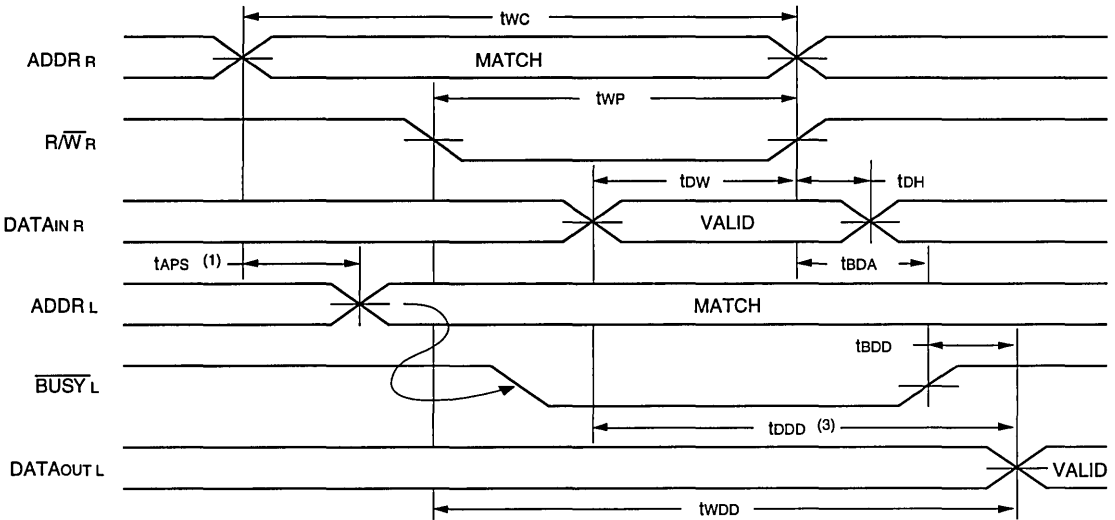 tWC
ADDR R
MATCH
tWP
R/W̅ R
tDW
tDH
DATAIN R
VALID
tAPS (1)
tBDA
ADDR L
MATCH
tBDD
B̅U̅S̅Y̅ L
tDDD (3)
DATAOUT L
VALID
tWDD